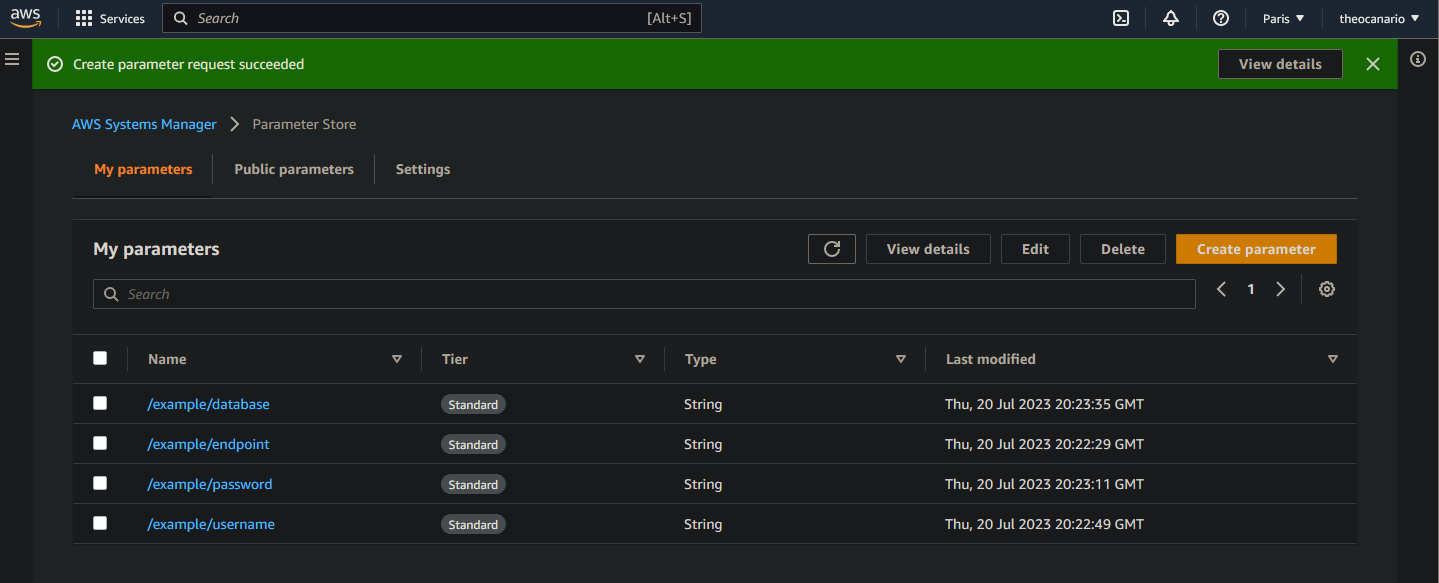 aws Services Search [Alt+S] Paris ▼ theocanario ▼
Create parameter request succeeded View details
AWS Systems Manager > Parameter Store
My parameters Public parameters Settings
My parameters View details Edit Delete Create parameter
Search 1
Name Tier Type Last modified
/example/database Standard String Thu, 20 Jul 2023 20:23:35 GMT
/example/endpoint Standard String Thu, 20 Jul 2023 20:22:29 GMT
/example/password Standard String Thu, 20 Jul 2023 20:23:11 GMT
/example/username Standard String Thu, 20 Jul 2023 20:22:49 GMT